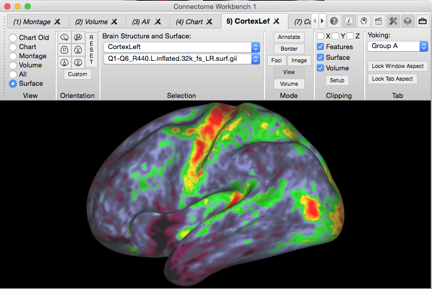 Connectome Workbench 1
(1) Montage
(2) Volume
(3) All
(4) Chart
5) CortexLef
(7) Co
Chart Old
Chart
Montage
Volume
All
Surface
View
RESET
Custom
Orientation
Brain Structure and Surface:
CortexLeft
Q1-Q6_R440.L.inflated.32k_fs_LR.surf.gii
Selection
Annotate
Border
Foci
Image
View
Volume
Mode
X Y Z
Features
Surface
Volume
Setup
Clipping
Yoking:
Group A
Lock Window Aspect
Lock Tab Aspect
Tab